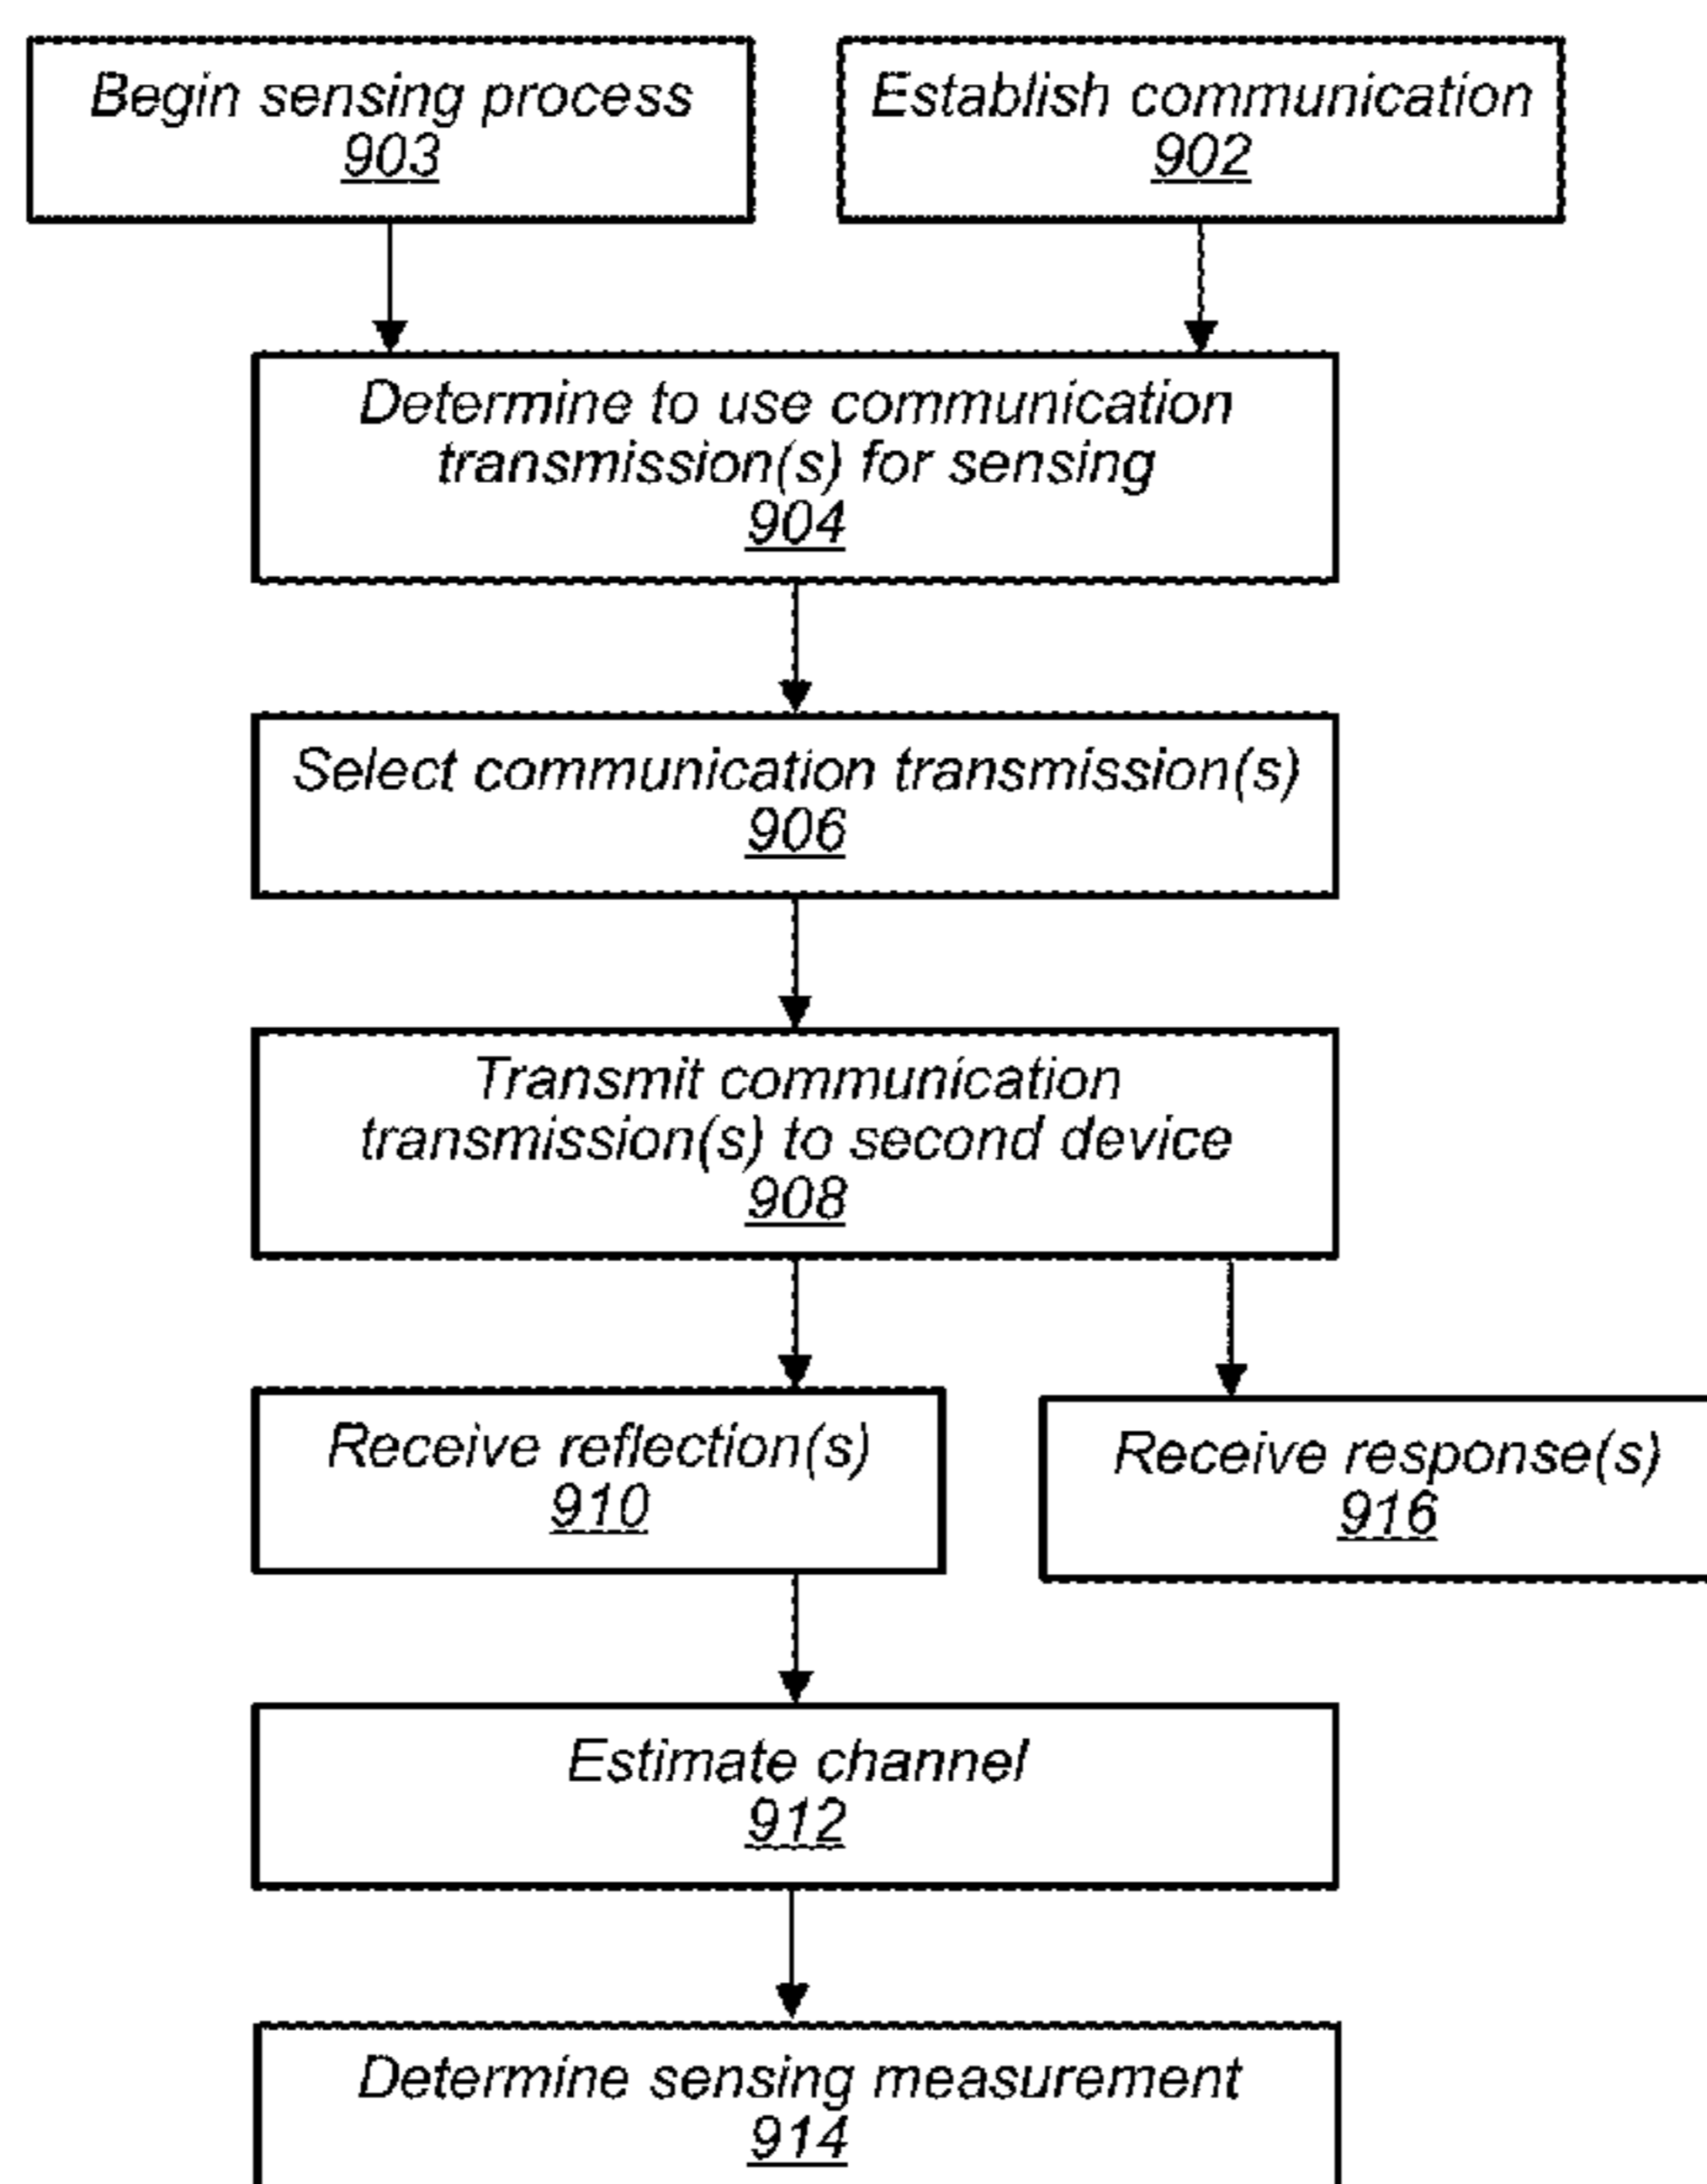 Begin sensing process
903
Establish communication
902
Determine to use communication
transmission(s) for sensing
904
Select communication transmission(s)
906
Transmit communication
transmission(s) to second device
908
Receive reflection(s)
910
Receive response(s)
916
Estimate channel
912
Determine sensing measurement
914